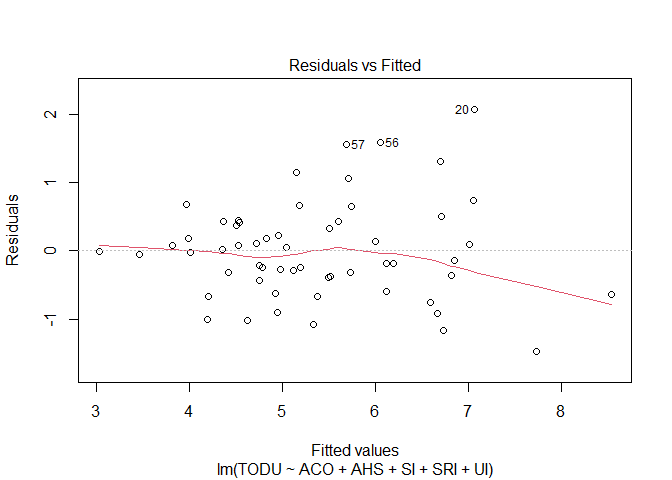 Residuals vs Fitted
Residuals
2
1
0
-1
20
57
56
3 4 5 6 7 8
Fitted values
lm(TODU ~ ACO + AHS + SI + SRI + UI)